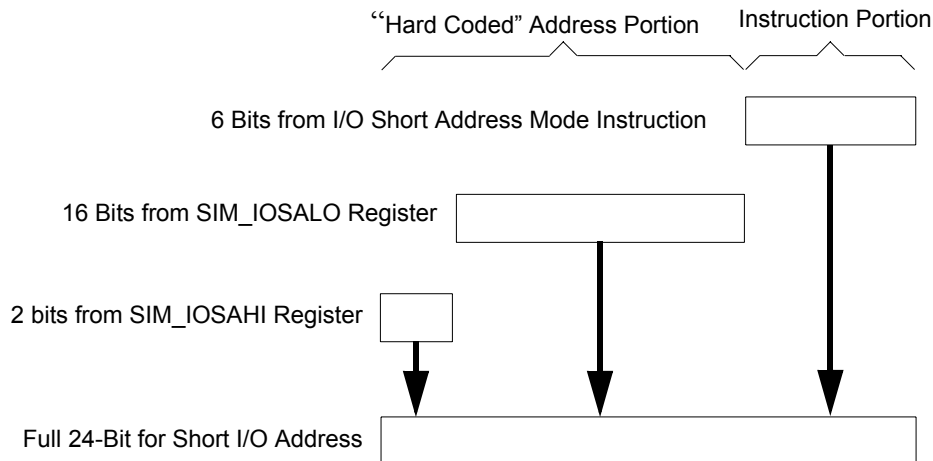 “Hard Coded” Address Portion
Instruction Portion
6 Bits from I/O Short Address Mode Instruction
16 Bits from SIM_IOSALO Register
2 bits from SIM_IOSAHI Register
Full 24-Bit for Short I/O Address